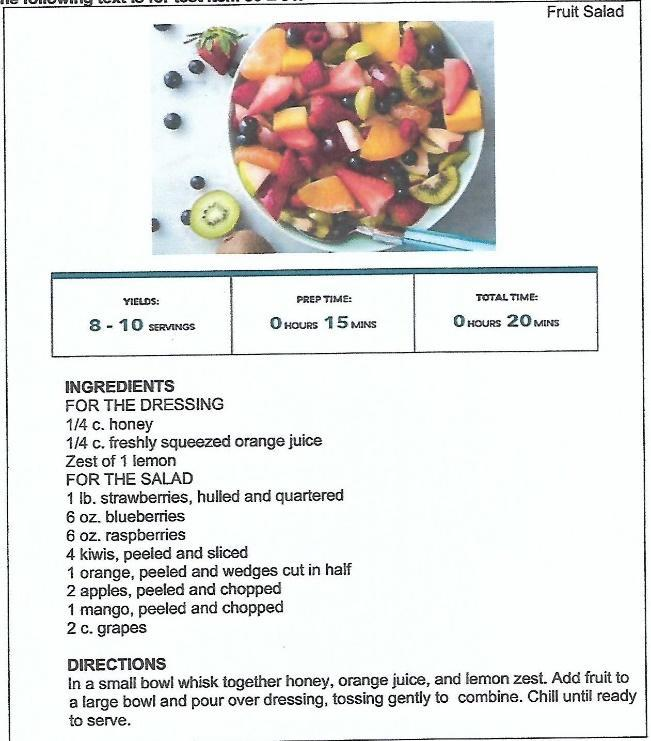 Fruit Salad
YIELDS:
8 - 10 SERVINGS
PREP TIME:
0 HOURS 15 MINS
TOTAL TIME:
0 HOURS 20 MINS
INGREDIENTS
FOR THE DRESSING
1/4 c. honey
1/4 c. freshly squeezed orange juice
Zest of 1 lemon
FOR THE SALAD
1 lb. strawberries, hulled and quartered
6 oz. blueberries
6 oz. raspberries
4 kiwis, peeled and sliced
1 orange, peeled and wedges cut in half
2 apples, peeled and chopped
1 mango, peeled and chopped
2 c. grapes
DIRECTIONS
In a small bowl whisk together honey, orange juice, and lemon zest. Add fruit to
a large bowl and pour over dressing, tossing gently to combine. Chill until ready
to serve.